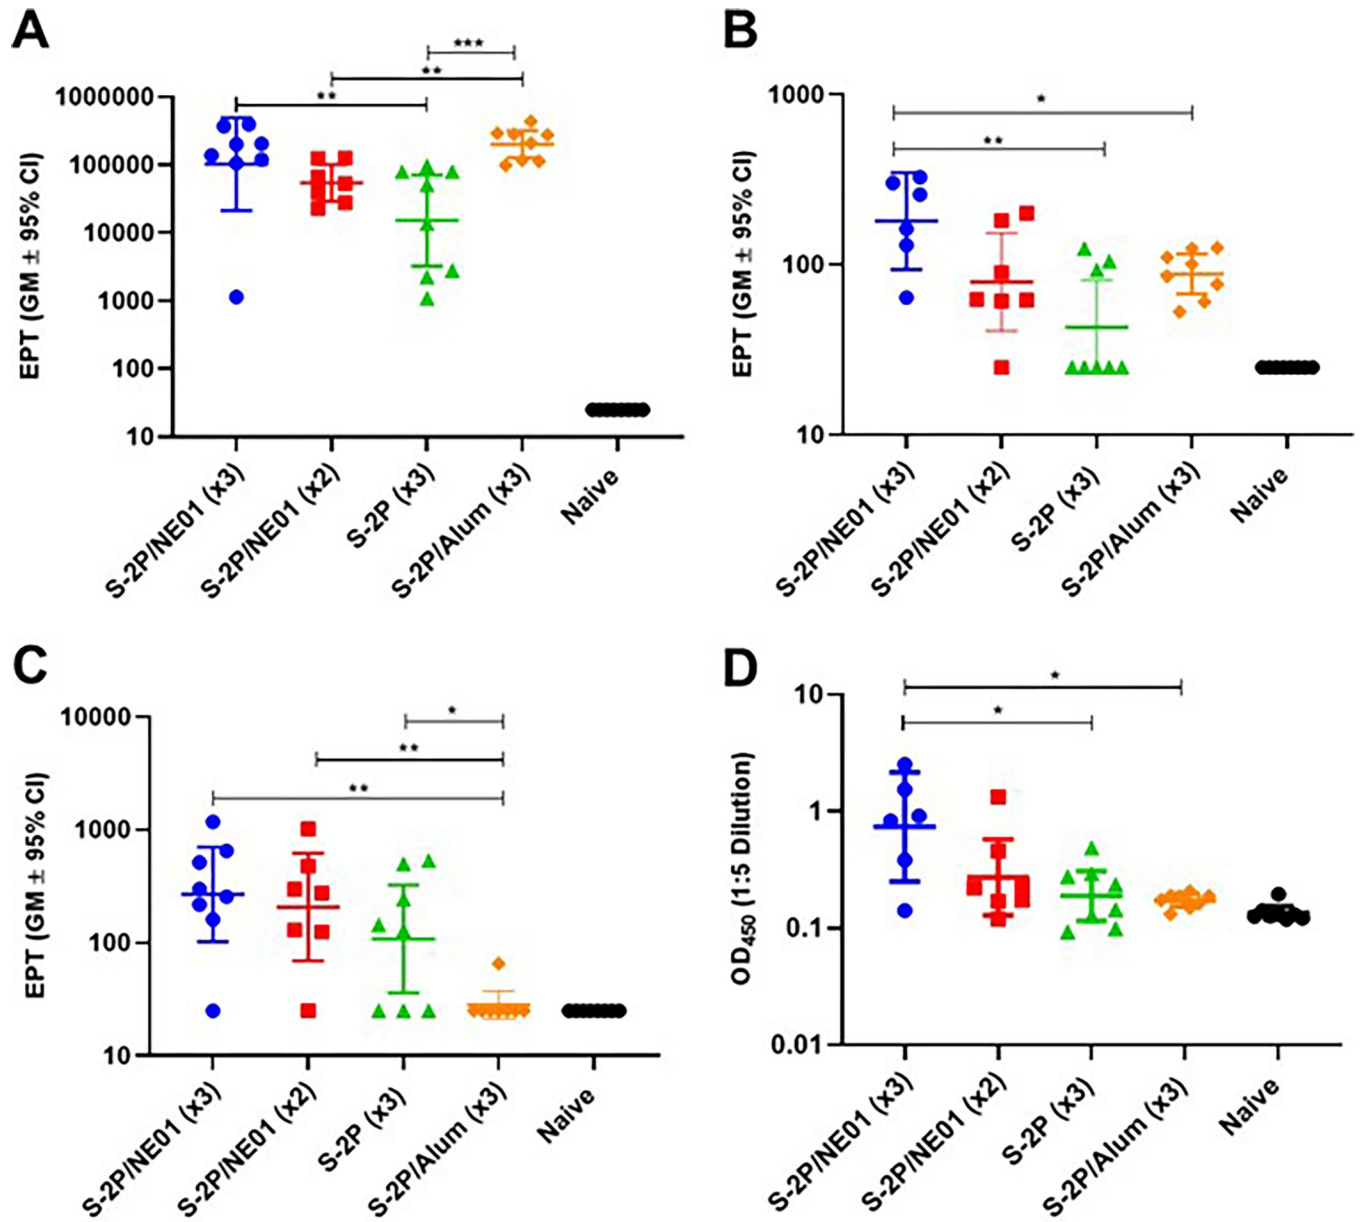 A
***
**
**
1000000
100000
10000
1000
100
10
EPT (GM ± 95% CI)
S-2P/NE01 (x3)
S-2P/NE01 (x2)
S-2P (x3)
S-2P/Alum (x3)
Naive
B
*
**
1000
100
10
EPT (GM ± 95% CI)
S-2P/NE01 (x3)
S-2P/NE01 (x2)
S-2P (x3)
S-2P/Alum (x3)
Naive
C
*
**
**
10000
1000
100
10
EPT (GM ± 95% CI)
S-2P/NE01 (x3)
S-2P/NE01 (x2)
S-2P (x3)
S-2P/Alum (x3)
Naive
D
*
*
10
1
0.1
0.01
OD450 (1:5 Dilution)
S-2P/NE01 (x3)
S-2P/NE01 (x2)
S-2P (x3)
S-2P/Alum (x3)
Naive